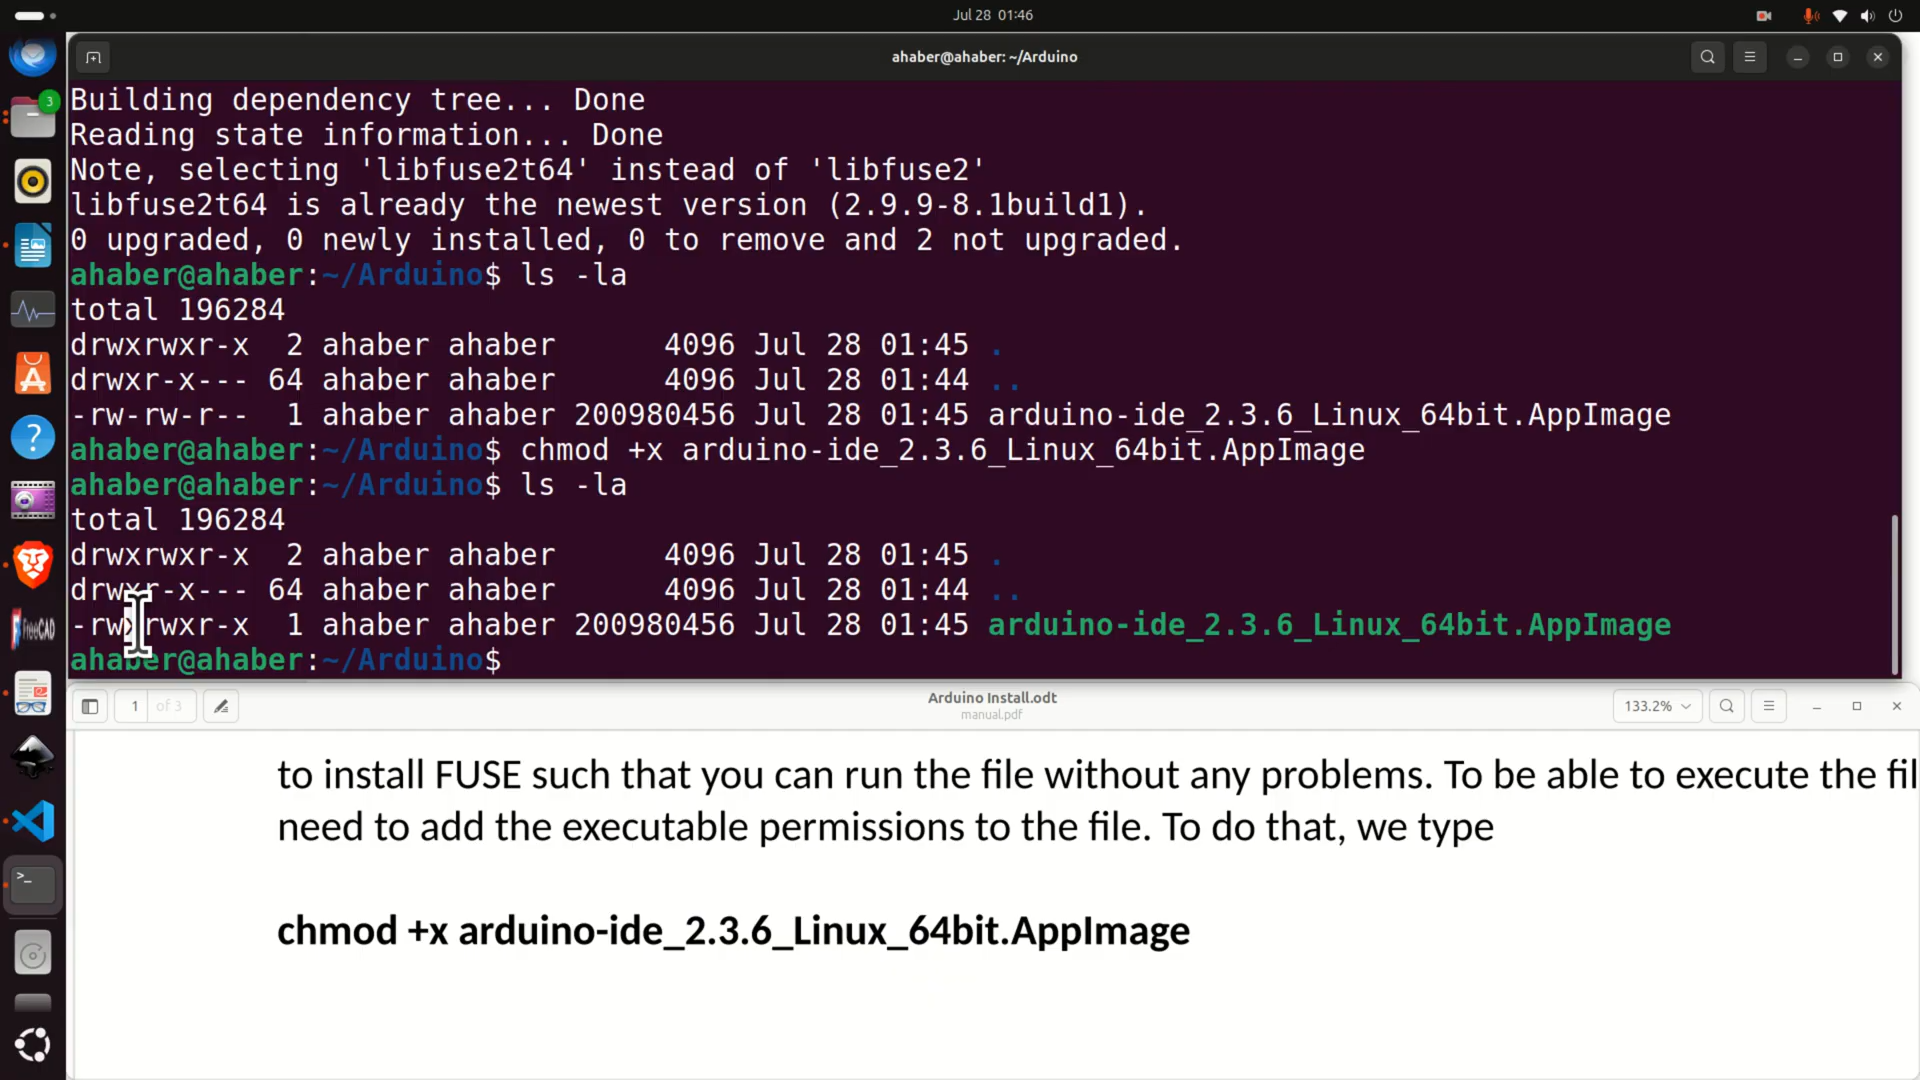 Jul 28 01:46
ahaber@ahaber: ~/Arduino
3
Building dependency tree... Done
Reading state information... Done
Note, selecting 'libfuse2t64' instead of 'libfuse2'
libfuse2t64 is already the newest version (2.9.9-8.1build1).
0 upgraded, 0 newly installed, 0 to remove and 2 not upgraded.
ahaber@ahaber:~/Arduino$ ls -la
total 196284
drwxrwxr-x 2 ahaber ahaber 4096 Jul 28 01:45 .
drwxr-x--- 64 ahaber ahaber 4096 Jul 28 01:44 ..
-rw-rw-r-- 1 ahaber ahaber 200980456 Jul 28 01:45 arduino-ide_2.3.6_Linux_64bit.AppImage
ahaber@ahaber:~/Arduino$ chmod +x arduino-ide_2.3.6_Linux_64bit.AppImage
ahaber@ahaber:~/Arduino$ ls -la
total 196284
drwxrwxr-x 2 ahaber ahaber 4096 Jul 28 01:45 .
drwxr-x--- 64 ahaber ahaber 4096 Jul 28 01:44 ..
-rwxrwxr-x 1 ahaber ahaber 200980456 Jul 28 01:45 arduino-ide_2.3.6_Linux_64bit.AppImage
FreeCAD
ahaber@ahaber:~/Arduino$
1 of 3
Arduino Install.odt
manual.pdf
133.2%
to install FUSE such that you can run the file without any problems. To be able to execute the fil
need to add the executable permissions to the file. To do that, we type
chmod +x arduino-ide_2.3.6_Linux_64bit.AppImage